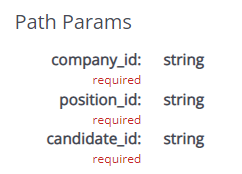 Path Params
company_id: string
required
position_id: string
required
candidate_id: string
required